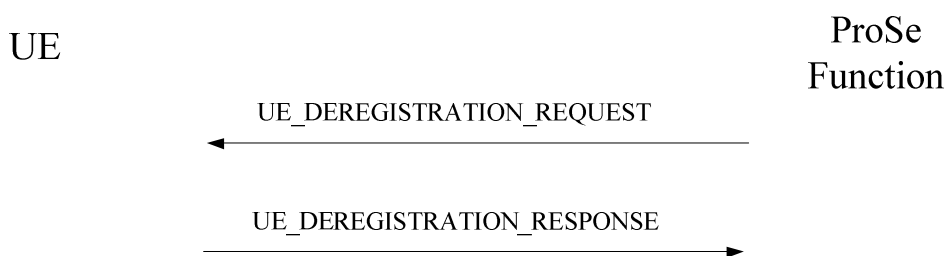 UE
ProSe
Function
UE_DEREGISTRATION_REQUEST
UE_DEREGISTRATION_RESPONSE